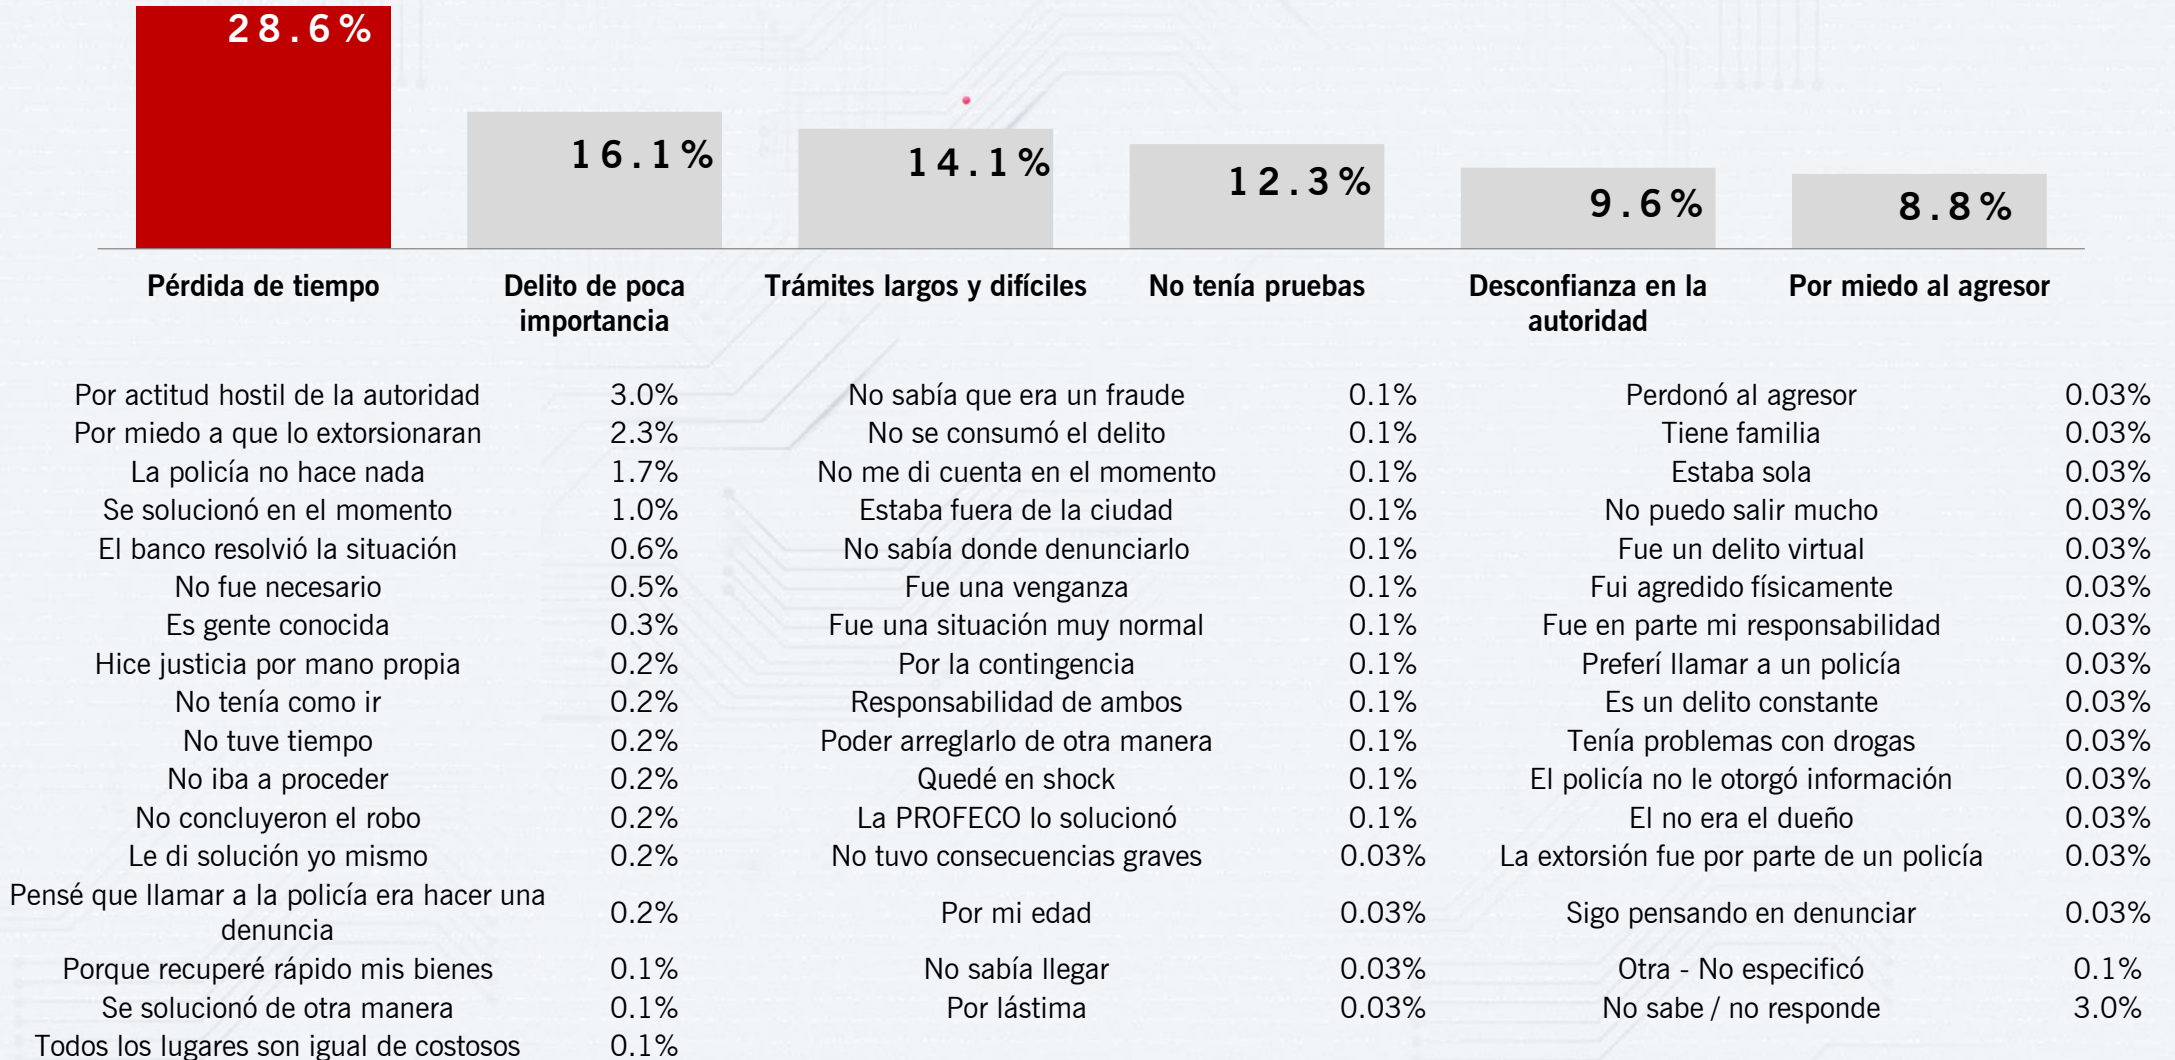 28.6%
16.1%
14.1%
12.3%
9.6%
8.8%
Pérdida de tiempo
Delito de poca
importancia
Trámites largos y difíciles
No tenía pruebas
Desconfianza en la
autoridad
Por miedo al agresor
Por actitud hostil de la autoridad 3.0%
Por miedo a que lo extorsionaran 2.3%
La policía no hace nada 1.7%
Se solucionó en el momento 1.0%
El banco resolvió la situación 0.6%
No fue necesario 0.5%
Es gente conocida 0.3%
Hice justicia por mano propia 0.2%
No tenía como ir 0.2%
No tuve tiempo 0.2%
No iba a proceder 0.2%
No concluyeron el robo 0.2%
Le di solución yo mismo 0.2%
Pensé que llamar a la policía era hacer una
denuncia 0.2%
Porque recuperé rápido mis bienes 0.1%
Se solucionó de otra manera 0.1%
Todos los lugares son igual de costosos 0.1%
No sabía que era un fraude 0.1%
No se consumó el delito 0.1%
No me di cuenta en el momento 0.1%
Estaba fuera de la ciudad 0.1%
No sabía donde denunciarlo 0.1%
Fue una venganza 0.1%
Fue una situación muy normal 0.1%
Por la contingencia 0.1%
Responsabilidad de ambos 0.1%
Poder arreglarlo de otra manera 0.1%
Quedé en shock 0.1%
La PROFECO lo solucionó 0.1%
No tuvo consecuencias graves 0.03%
Por mi edad 0.03%
No sabía llegar 0.03%
Por lástima 0.03%
Perdonó al agresor 0.03%
Tiene familia 0.03%
Estaba sola 0.03%
No puedo salir mucho 0.03%
Fue un delito virtual 0.03%
Fui agredido físicamente 0.03%
Fue en parte mi responsabilidad 0.03%
Preferí llamar a un policía 0.03%
Es un delito constante 0.03%
Tenía problemas con drogas 0.03%
El policía no le otorgó información 0.03%
El no era el dueño 0.03%
La extorsión fue por parte de un policía 0.03%
Sigo pensando en denunciar 0.03%
Otra - No especificó 0.1%
No sabe / no responde 3.0%